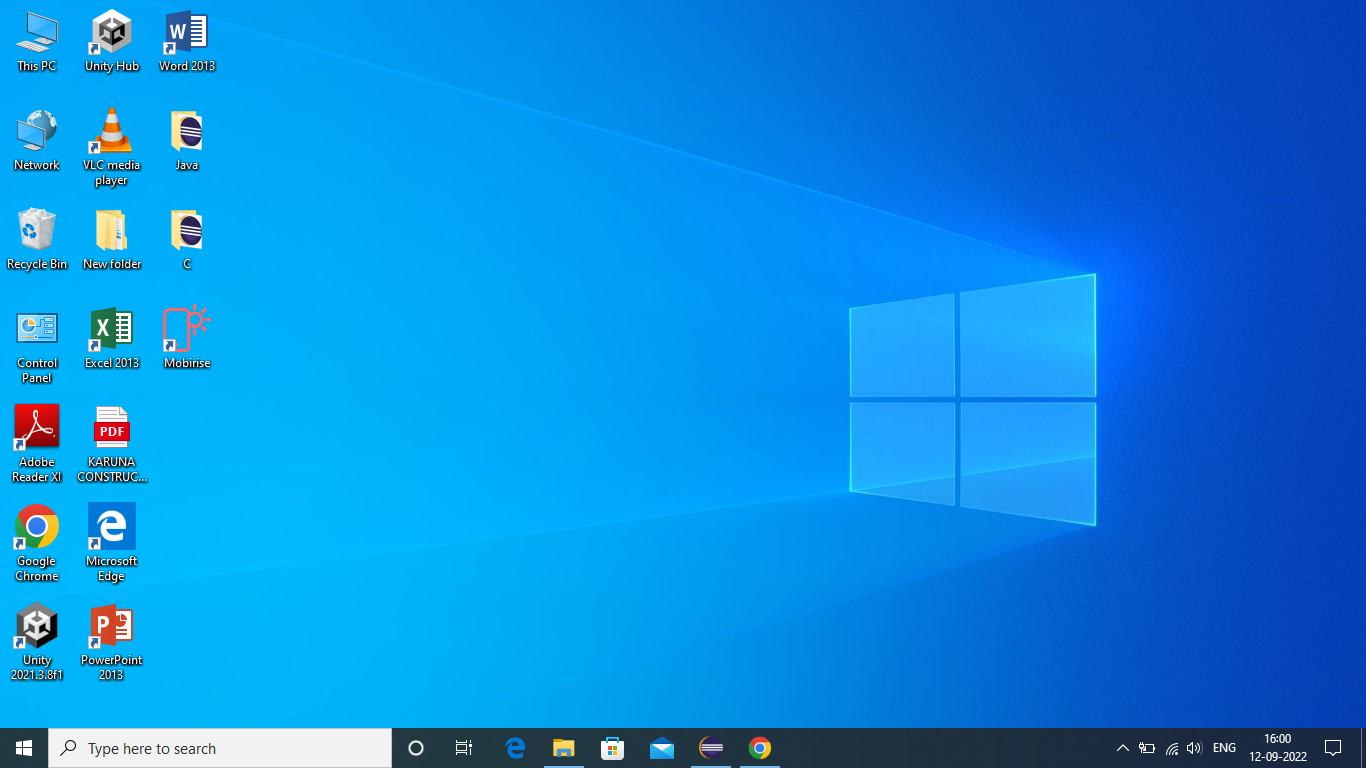 This PC
Unity Hub
Word 2013
Network
VLC media
player
Java
Recycle Bin
New folder
C
Control
Panel
Excel 2013
Mobirise
Adobe
Reader XI
PDF
KARUNA
CONSTRUC...
Google
Chrome
Microsoft
Edge
Unity
2021.3.8f1
PowerPoint
2013
Type here to search
ENG
16:00
12-09-2022